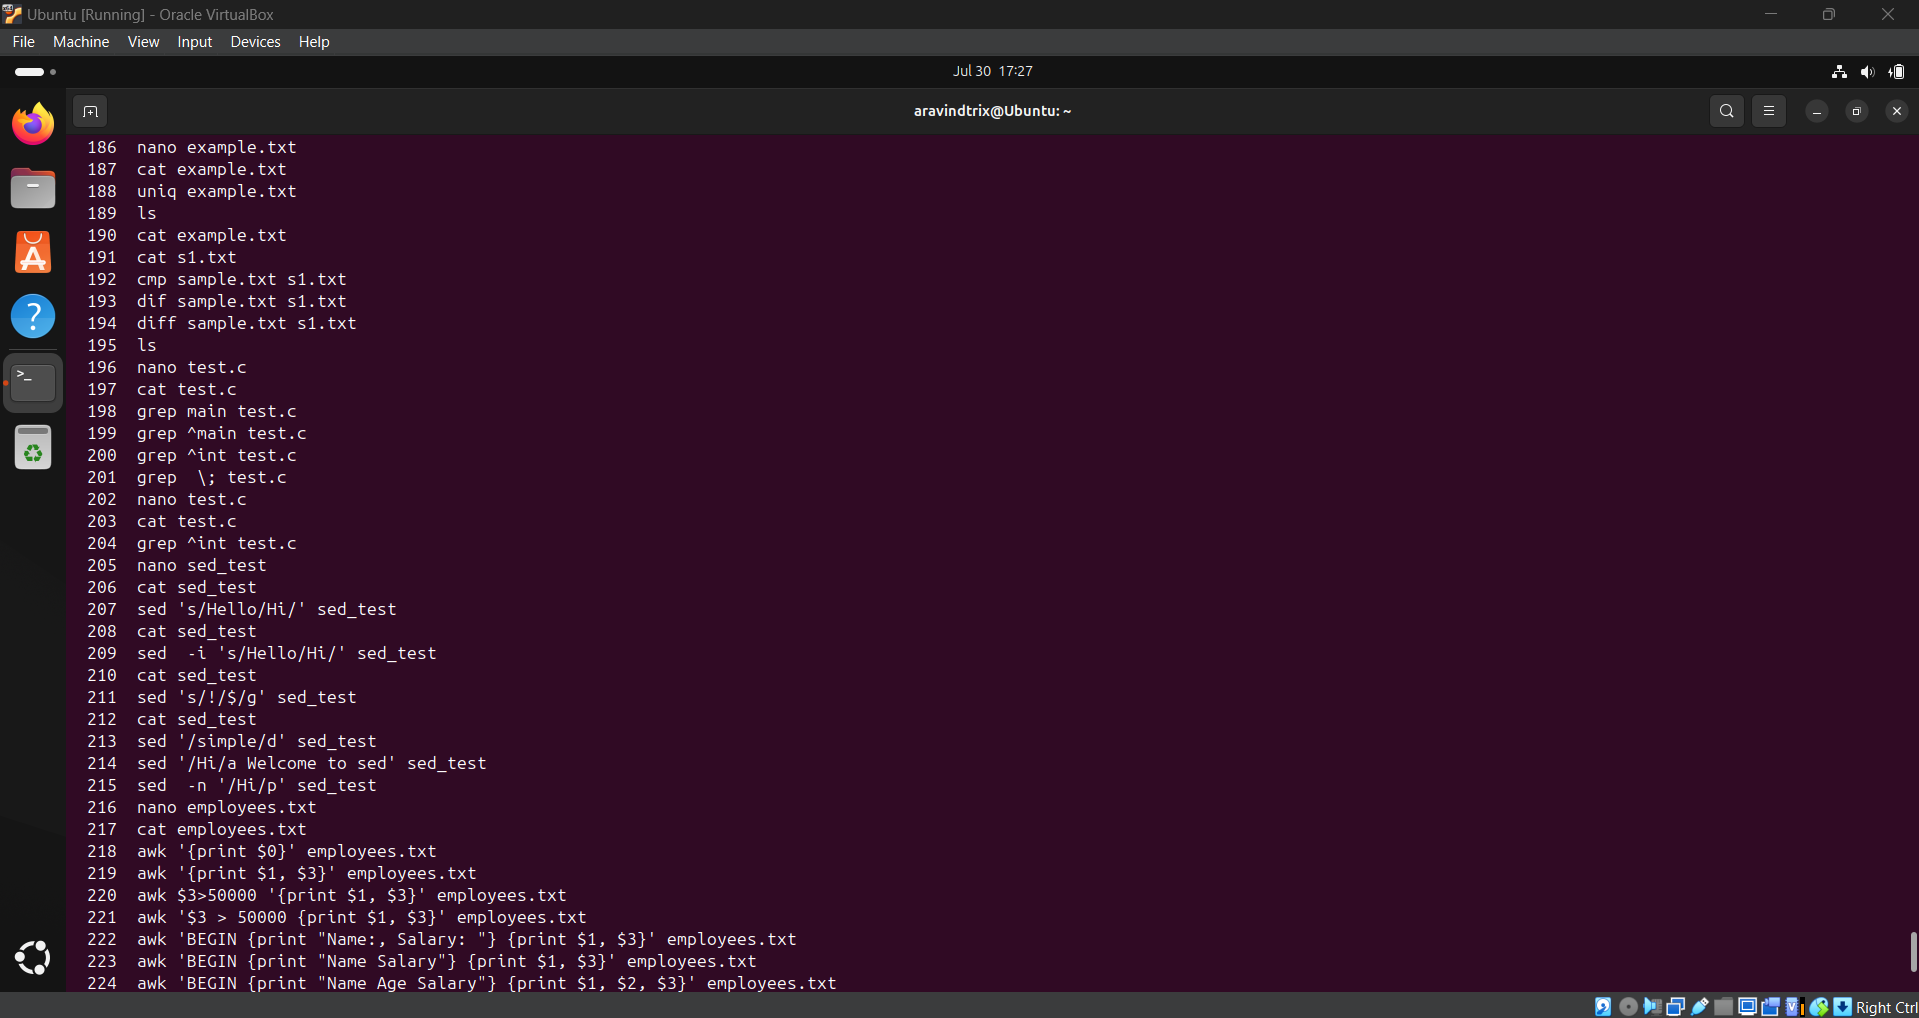 Ubuntu [Running] - Oracle VirtualBox
File Machine View Input Devices Help
Jul 30 17:27
aravindtrix@Ubuntu: ~
186 nano example.txt
187 cat example.txt
188 uniq example.txt
189 ls
190 cat example.txt
191 cat s1.txt
192 cmp sample.txt s1.txt
193 dif sample.txt s1.txt
194 diff sample.txt s1.txt
195 ls
196 nano test.c
197 cat test.c
198 grep main test.c
199 grep ^main test.c
200 grep ^int test.c
201 grep  \; test.c
202 nano test.c
203 cat test.c
204 grep ^int test.c
205 nano sed_test
206 cat sed_test
207 sed 's/Hello/Hi/' sed_test
208 cat sed_test
209 sed  -i 's/Hello/Hi/' sed_test
210 cat sed_test
211 sed 's/!/$/g' sed_test
212 cat sed_test
213 sed '/simple/d' sed_test
214 sed '/Hi/a Welcome to sed' sed_test
215 sed  -n '/Hi/p' sed_test
216 nano employees.txt
217 cat employees.txt
218 awk '{print $0}' employees.txt
219 awk '{print $1, $3}' employees.txt
220 awk $3>50000 '{print $1, $3}' employees.txt
221 awk '$3 > 50000 {print $1, $3}' employees.txt
222 awk 'BEGIN {print "Name:, Salary: "} {print $1, $3}' employees.txt
223 awk 'BEGIN {print "Name Salary"} {print $1, $3}' employees.txt
224 awk 'BEGIN {print "Name Age Salary"} {print $1, $2, $3}' employees.txt
Right Ctrl